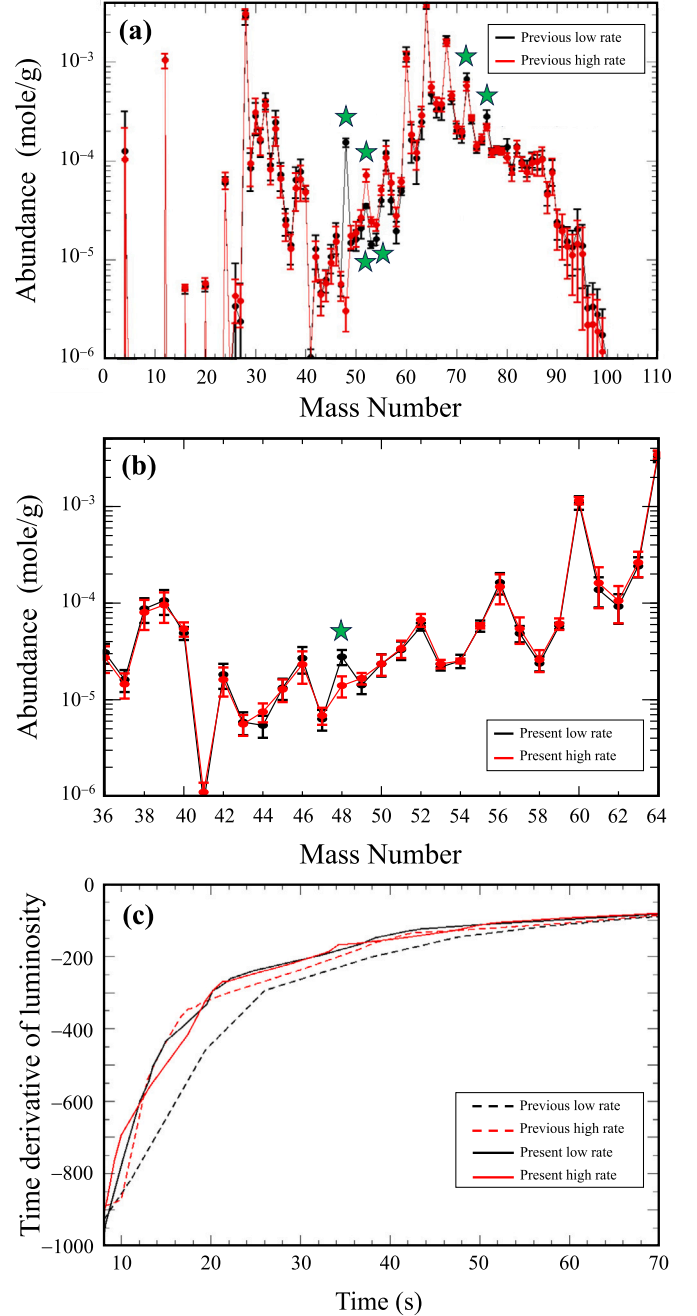 (a)
Previous low rate
Previous high rate
Abundance (mole/g)
10⁻³
10⁻⁴
10⁻⁵
10⁻⁶
0 10 20 30 40 50 60 70 80 90 100 110
Mass Number
(b)
Abundance (mole/g)
10⁻³
10⁻⁴
10⁻⁵
10⁻⁶
Present low rate
Present high rate
36 38 40 42 44 46 48 50 52 54 56 58 60 62 64
Mass Number
(c)
Time derivative of luminosity
0
−200
−400
−600
−800
−1000
Previous low rate
Previous high rate
Present low rate
Present high rate
10 20 30 40 50 60 70
Time (s)